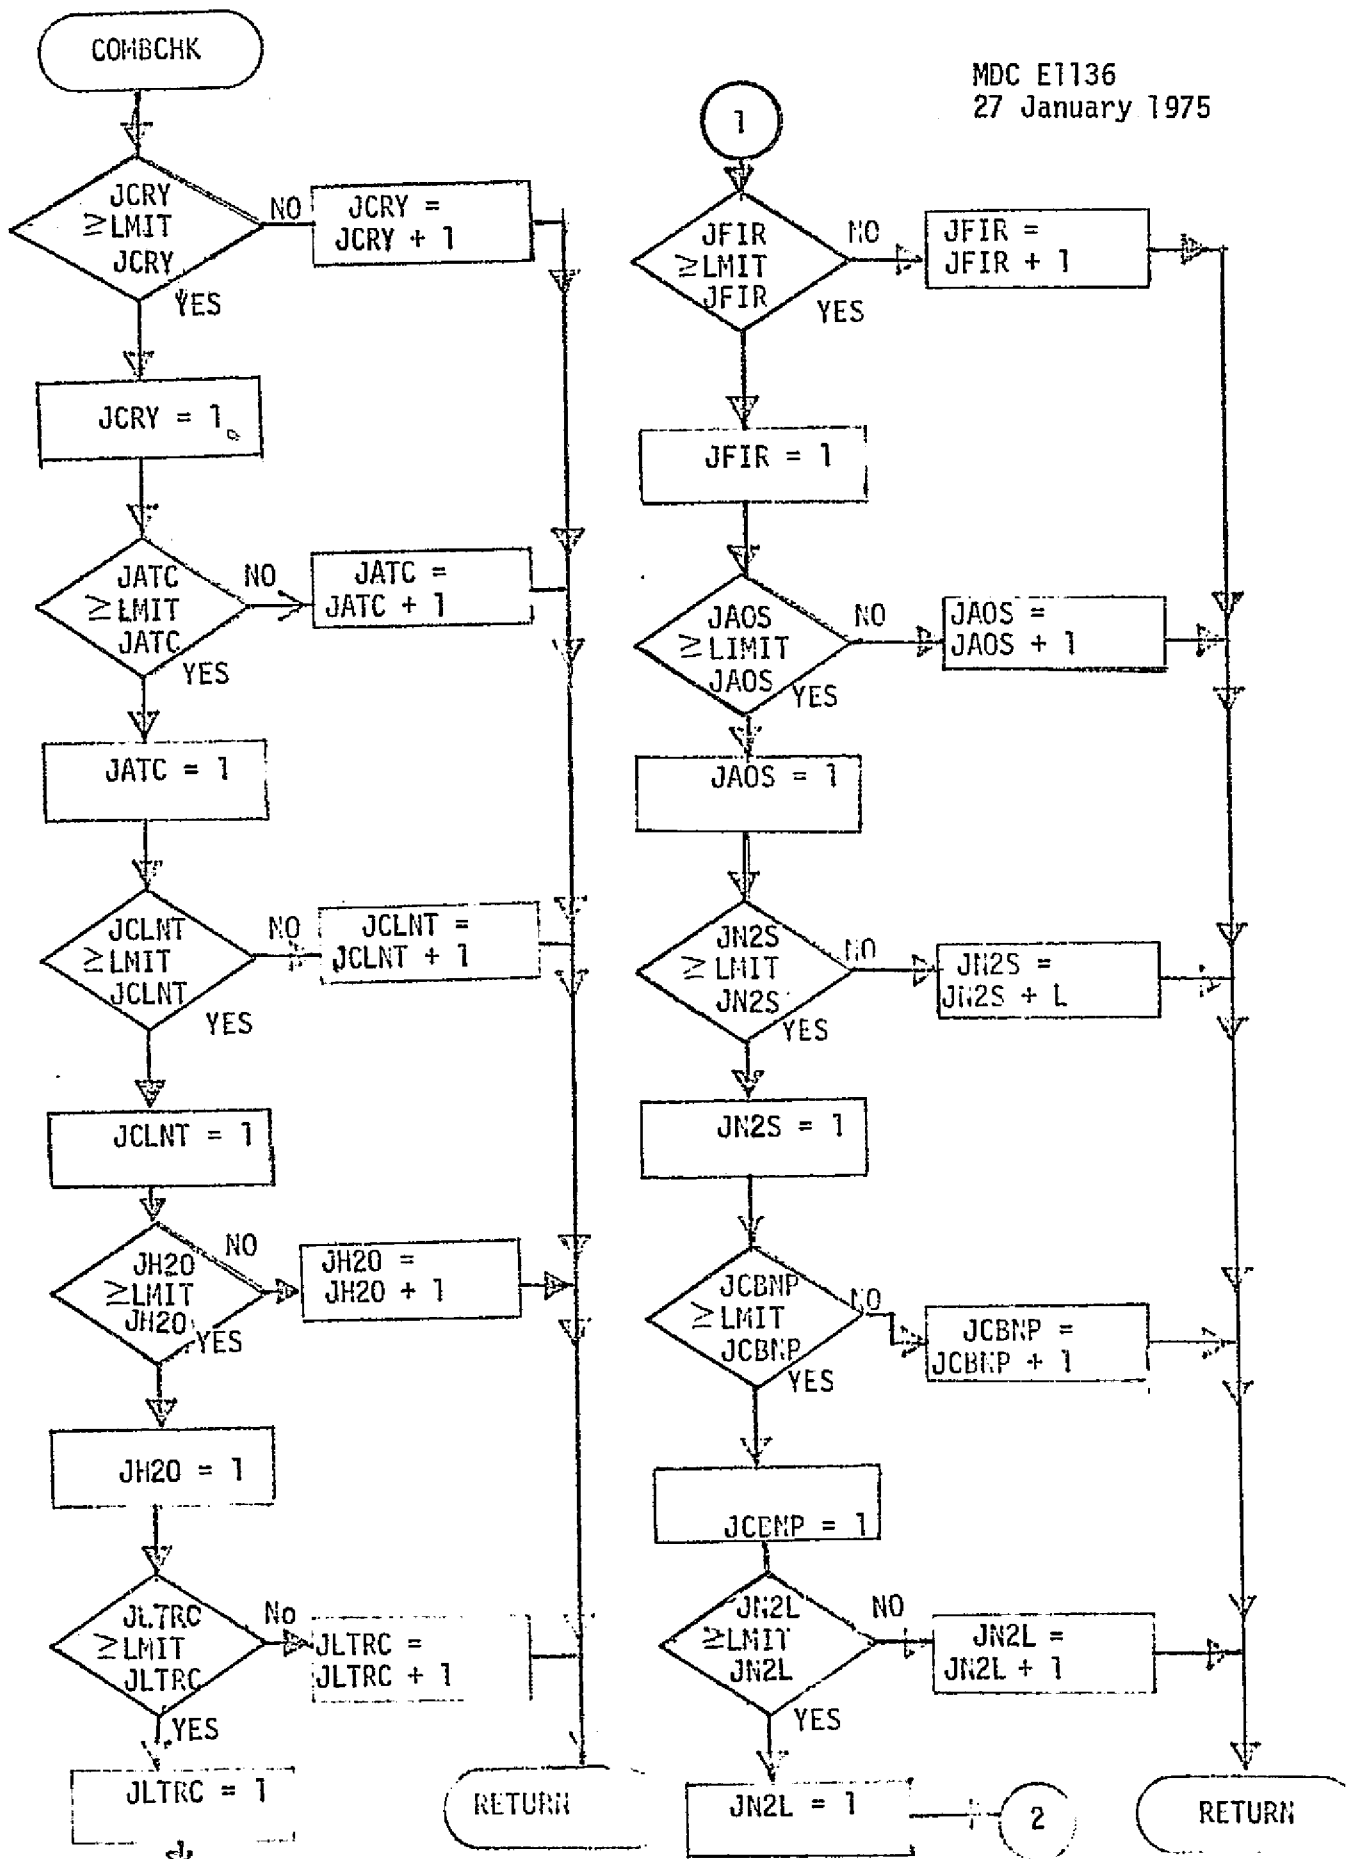 COMBCHK
MDC E1136
27 January 1975
JCRY
≥LMIT
JCRY
NO
JCRY =
JCRY + 1
YES
JCRY = 1
JATC
≥LMIT
JATC
NO
JATC =
JATC + 1
YES
JATC = 1
JCLNT
≥LMIT
JCLNT
NO
JCLNT =
JCLNT + 1
YES
JCLNT = 1
JH20
≥LMIT
JH20
NO
JH20 =
JH20 + 1
YES
JH20 = 1
JLTRC
≥LMIT
JLTRC
No
JLTRC =
JLTRC + 1
YES
JLTRC = 1
RETURN
1
JFIR
≥LMIT
JFIR
NO
JFIR =
JFIR + 1
YES
JFIR = 1
JAOS
≥LIMIT
JAOS
NO
JAOS =
JAOS + 1
YES
JAOS = 1
JN2S
≥LMIT
JN2S
NO
JN2S =
JN2S + L
YES
JN2S = 1
JCBNP
≥LMIT
JCBNP
NO
JCBNP =
JCBNP + 1
YES
JCBNP = 1
JN2L
≥LMIT
JN2L
NO
JN2L =
JN2L + 1
YES
JN2L = 1
2
RETURN